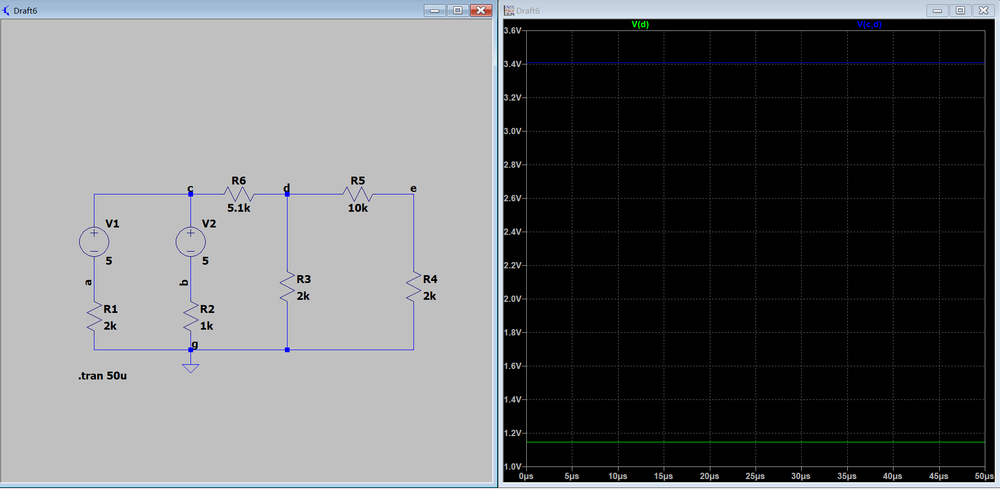 Draft6
c
R6
5.1k
d
R5
10k
e
V1
5
V2
5
a
b
R1
2k
R2
1k
R3
2k
R4
2k
g
.tran 50u
Draft6
V(d)
V(c,d)
3.6V
3.4V
3.2V
3.0V
2.8V
2.6V
2.4V
2.2V
2.0V
1.8V
1.6V
1.4V
1.2V
1.0V
0µs 5µs 10µs 15µs 20µs 25µs 30µs 35µs 40µs 45µs 50µs